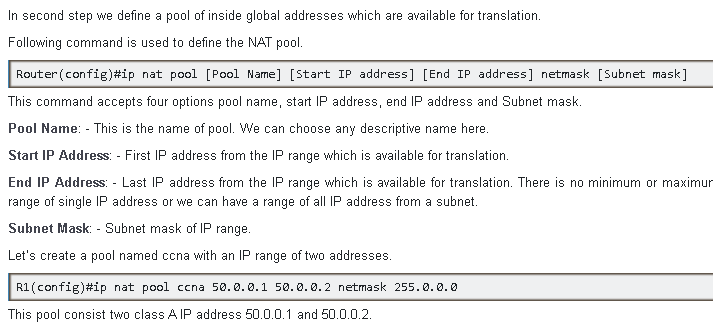 In second step we define a pool of inside global addresses which are available for translation.
Following command is used to define the NAT pool.
Router(config)#ip nat pool [Pool Name] [Start IP address] [End IP address] netmask [Subnet mask]
This command accepts four options pool name, start IP address, end IP address and Subnet mask.
Pool Name: - This is the name of pool. We can choose any descriptive name here.
Start IP Address: - First IP address from the IP range which is available for translation.
End IP Address: - Last IP address from the IP range which is available for translation. There is no minimum or
range of single IP address or we can have a range of all IP address from a subnet.
Subnet Mask: - Subnet mask of IP range.
Let's create a pool named ccna with an IP range of two addresses.
R1(config)#ip nat pool ccna 50.0.0.1 50.0.0.2 netmask 255.0.0.0
This pool consist two class A IP address 50.0.0.1 and 50.0.0.2.